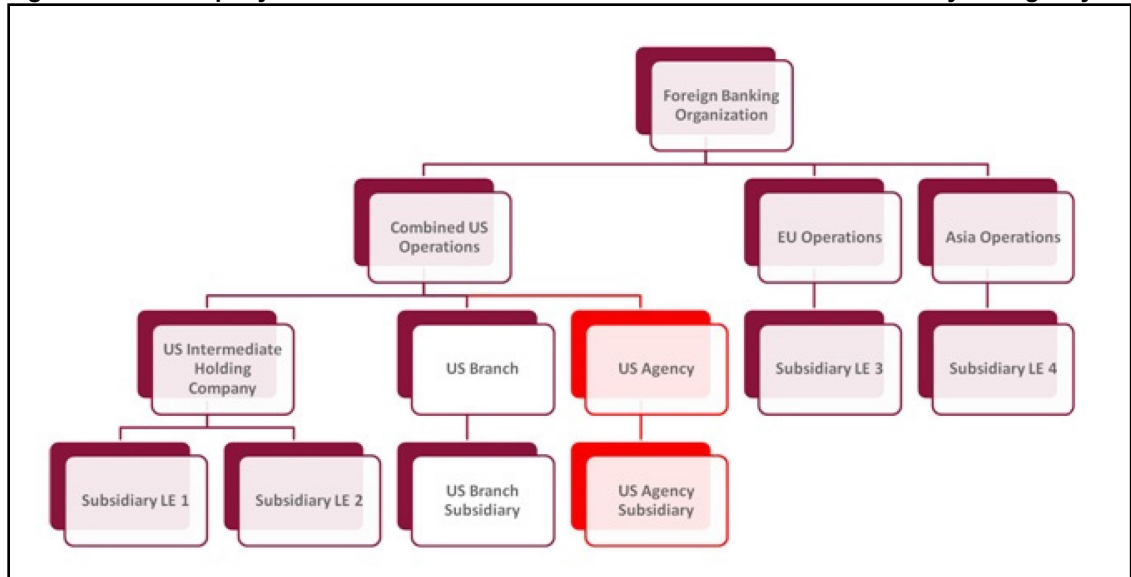 Foreign Banking
Organization
Combined US
Operations
EU Operations
Asia Operations
US Intermediate
Holding
Company
US Branch
US Agency
Subsidiary LE 3
Subsidiary LE 4
Subsidiary LE 1
Subsidiary LE 2
US Branch
Subsidiary
US Agency
Subsidiary